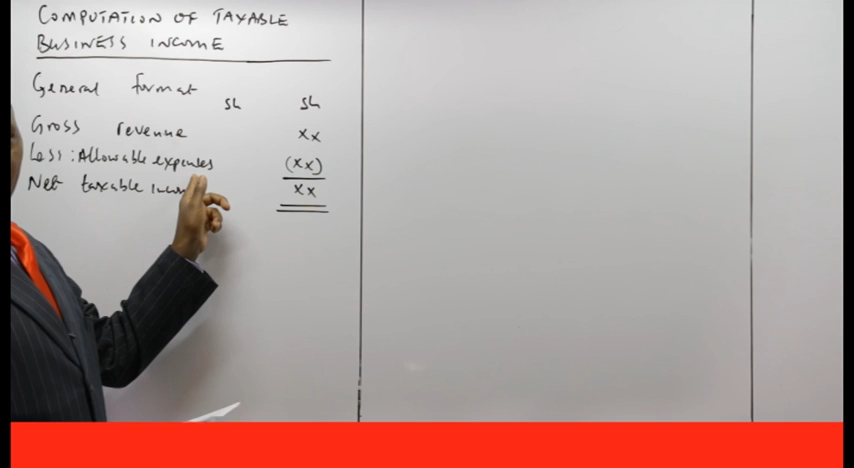 COMPUTATION OF TAXABLE
BUSINESS INCOME
General format
sh sh
Gross revenue xx
Less: Allowable expenses (xx)
Net taxable xx